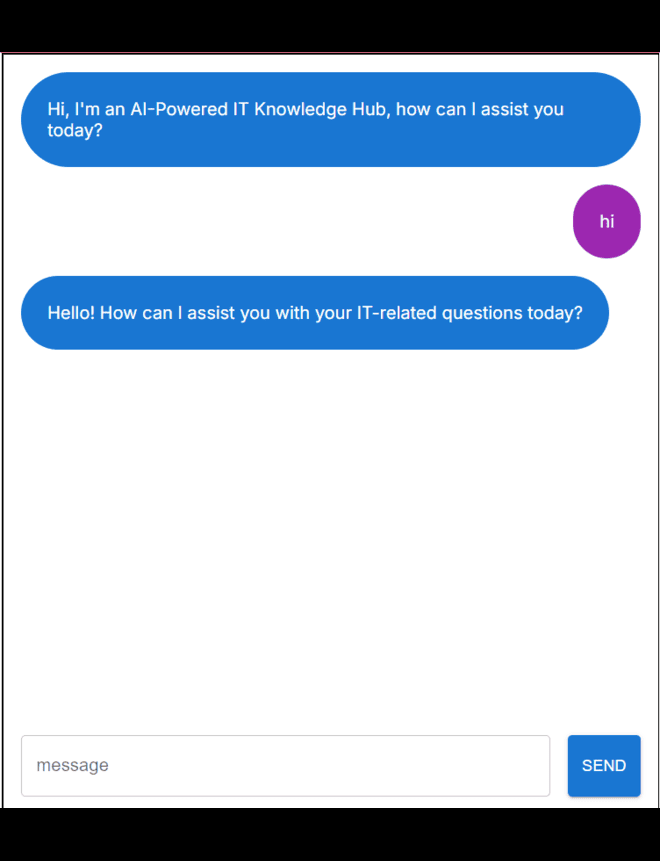 Hi, I'm an AI-Powered IT Knowledge Hub, how can I assist you
today?
hi
Hello! How can I assist you with your IT-related questions today?
message
SEND